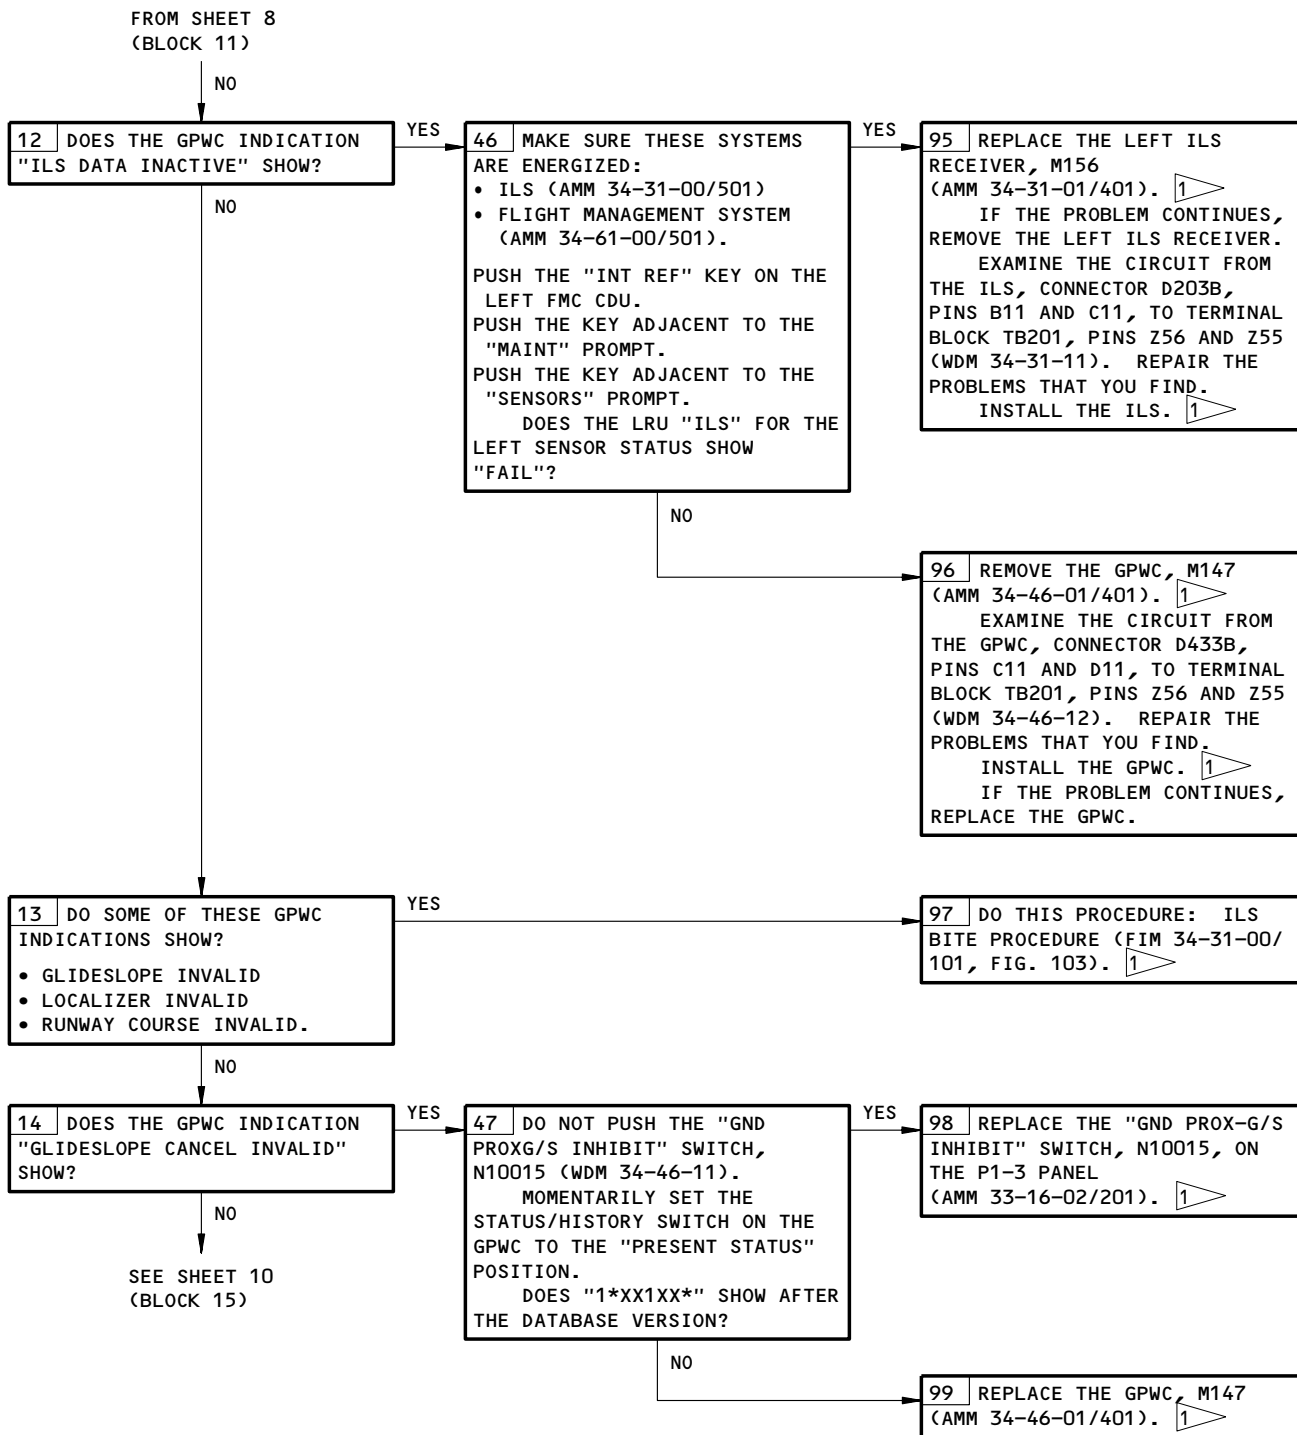 FROM SHEET 8
(BLOCK 11)
NO
12 DOES THE GPWC INDICATION
"ILS DATA INACTIVE" SHOW?
YES
NO
46 MAKE SURE THESE SYSTEMS
ARE ENERGIZED:
• ILS (AMM 34-31-00/501)
• FLIGHT MANAGEMENT SYSTEM
(AMM 34-61-00/501).
PUSH THE "INT REF" KEY ON THE
LEFT FMC CDU.
PUSH THE KEY ADJACENT TO THE
"MAINT" PROMPT.
PUSH THE KEY ADJACENT TO THE
"SENSORS" PROMPT.
DOES THE LRU "ILS" FOR THE
LEFT SENSOR STATUS SHOW
"FAIL"?
YES
NO
95 REPLACE THE LEFT ILS
RECEIVER, M156
(AMM 34-31-01/401). 1
IF THE PROBLEM CONTINUES,
REMOVE THE LEFT ILS RECEIVER.
EXAMINE THE CIRCUIT FROM
THE ILS, CONNECTOR D203B,
PINS B11 AND C11, TO TERMINAL
BLOCK TB201, PINS Z56 AND Z55
(WDM 34-31-11). REPAIR THE
PROBLEMS THAT YOU FIND.
INSTALL THE ILS. 1
96 REMOVE THE GPWC, M147
(AMM 34-46-01/401). 1
EXAMINE THE CIRCUIT FROM
THE GPWC, CONNECTOR D433B,
PINS C11 AND D11, TO TERMINAL
BLOCK TB201, PINS Z56 AND Z55
(WDM 34-46-12). REPAIR THE
PROBLEMS THAT YOU FIND.
INSTALL THE GPWC. 1
IF THE PROBLEM CONTINUES,
REPLACE THE GPWC.
13 DO SOME OF THESE GPWC
INDICATIONS SHOW?
• GLIDESLOPE INVALID
• LOCALIZER INVALID
• RUNWAY COURSE INVALID.
YES
NO
97 DO THIS PROCEDURE: ILS
BITE PROCEDURE (FIM 34-31-00/
101, FIG. 103). 1
14 DOES THE GPWC INDICATION
"GLIDESLOPE CANCEL INVALID"
SHOW?
YES
NO
SEE SHEET 10
(BLOCK 15)
47 DO NOT PUSH THE "GND
PROXG/S INHIBIT" SWITCH,
N10015 (WDM 34-46-11).
MOMENTARILY SET THE
STATUS/HISTORY SWITCH ON THE
GPWC TO THE "PRESENT STATUS"
POSITION.
DOES "1*XX1XX*" SHOW AFTER
THE DATABASE VERSION?
YES
NO
98 REPLACE THE "GND PROX-G/S
INHIBIT" SWITCH, N10015, ON
THE P1-3 PANEL
(AMM 33-16-02/201). 1
99 REPLACE THE GPWC, M147
(AMM 34-46-01/401). 1